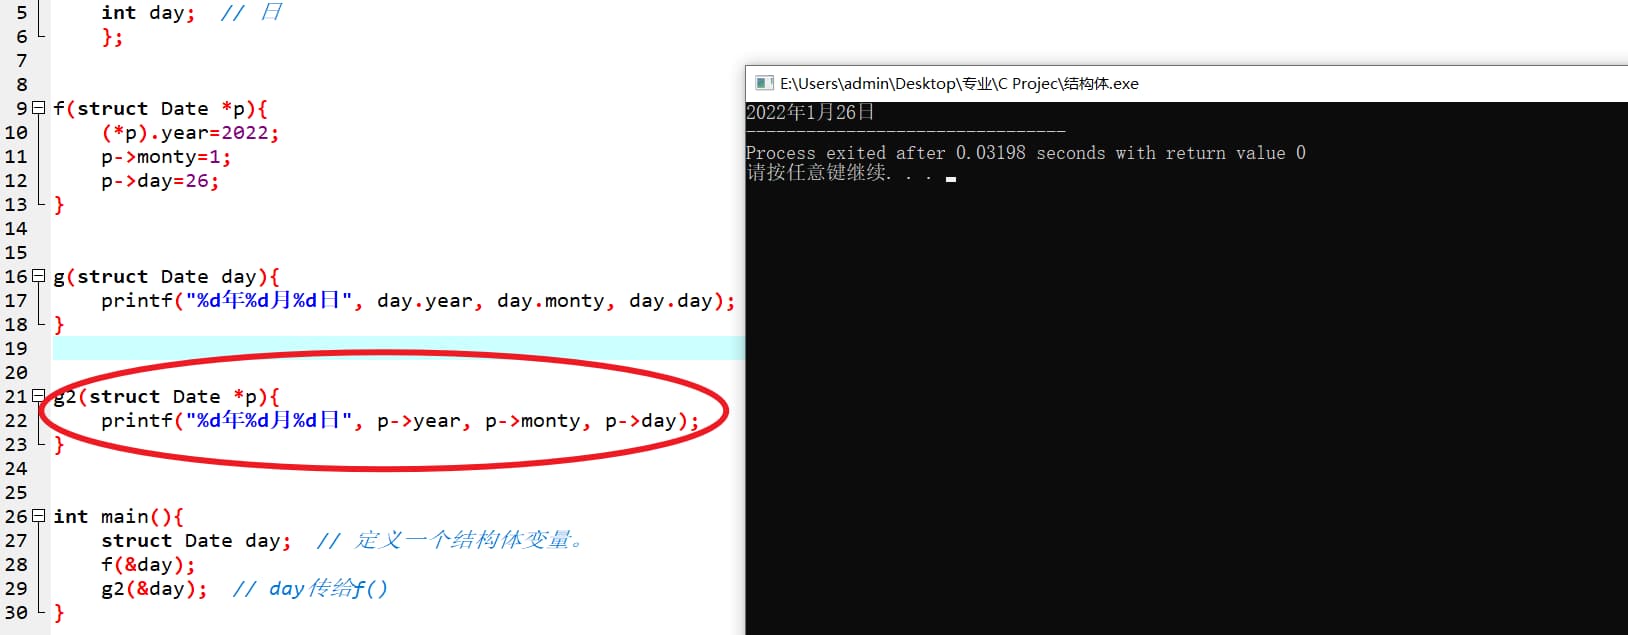 5 int day; // 日
6 };
7
8
9 f(struct Date *p){
10 (*p).year=2022;
11 p->monty=1;
12 p->day=26;
13 }
14
15
16 g(struct Date day){
17 printf("%d年%d月%d日", day.year, day.monty, day.day);
18 }
19
20
21 g2(struct Date *p){
22 printf("%d年%d月%d日", p->year, p->monty, p->day);
23 }
24
25
26 int main(){
27 struct Date day; // 定义一个结构体变量。
28 f(&day);
29 g2(&day); // day传给f()
30 }
E:\Users\admin\Desktop\专业\C Projec\结构体.exe
2022年1月26日
--------------------------------
Process exited after 0.03198 seconds with return value 0
请按任意键继续. . .